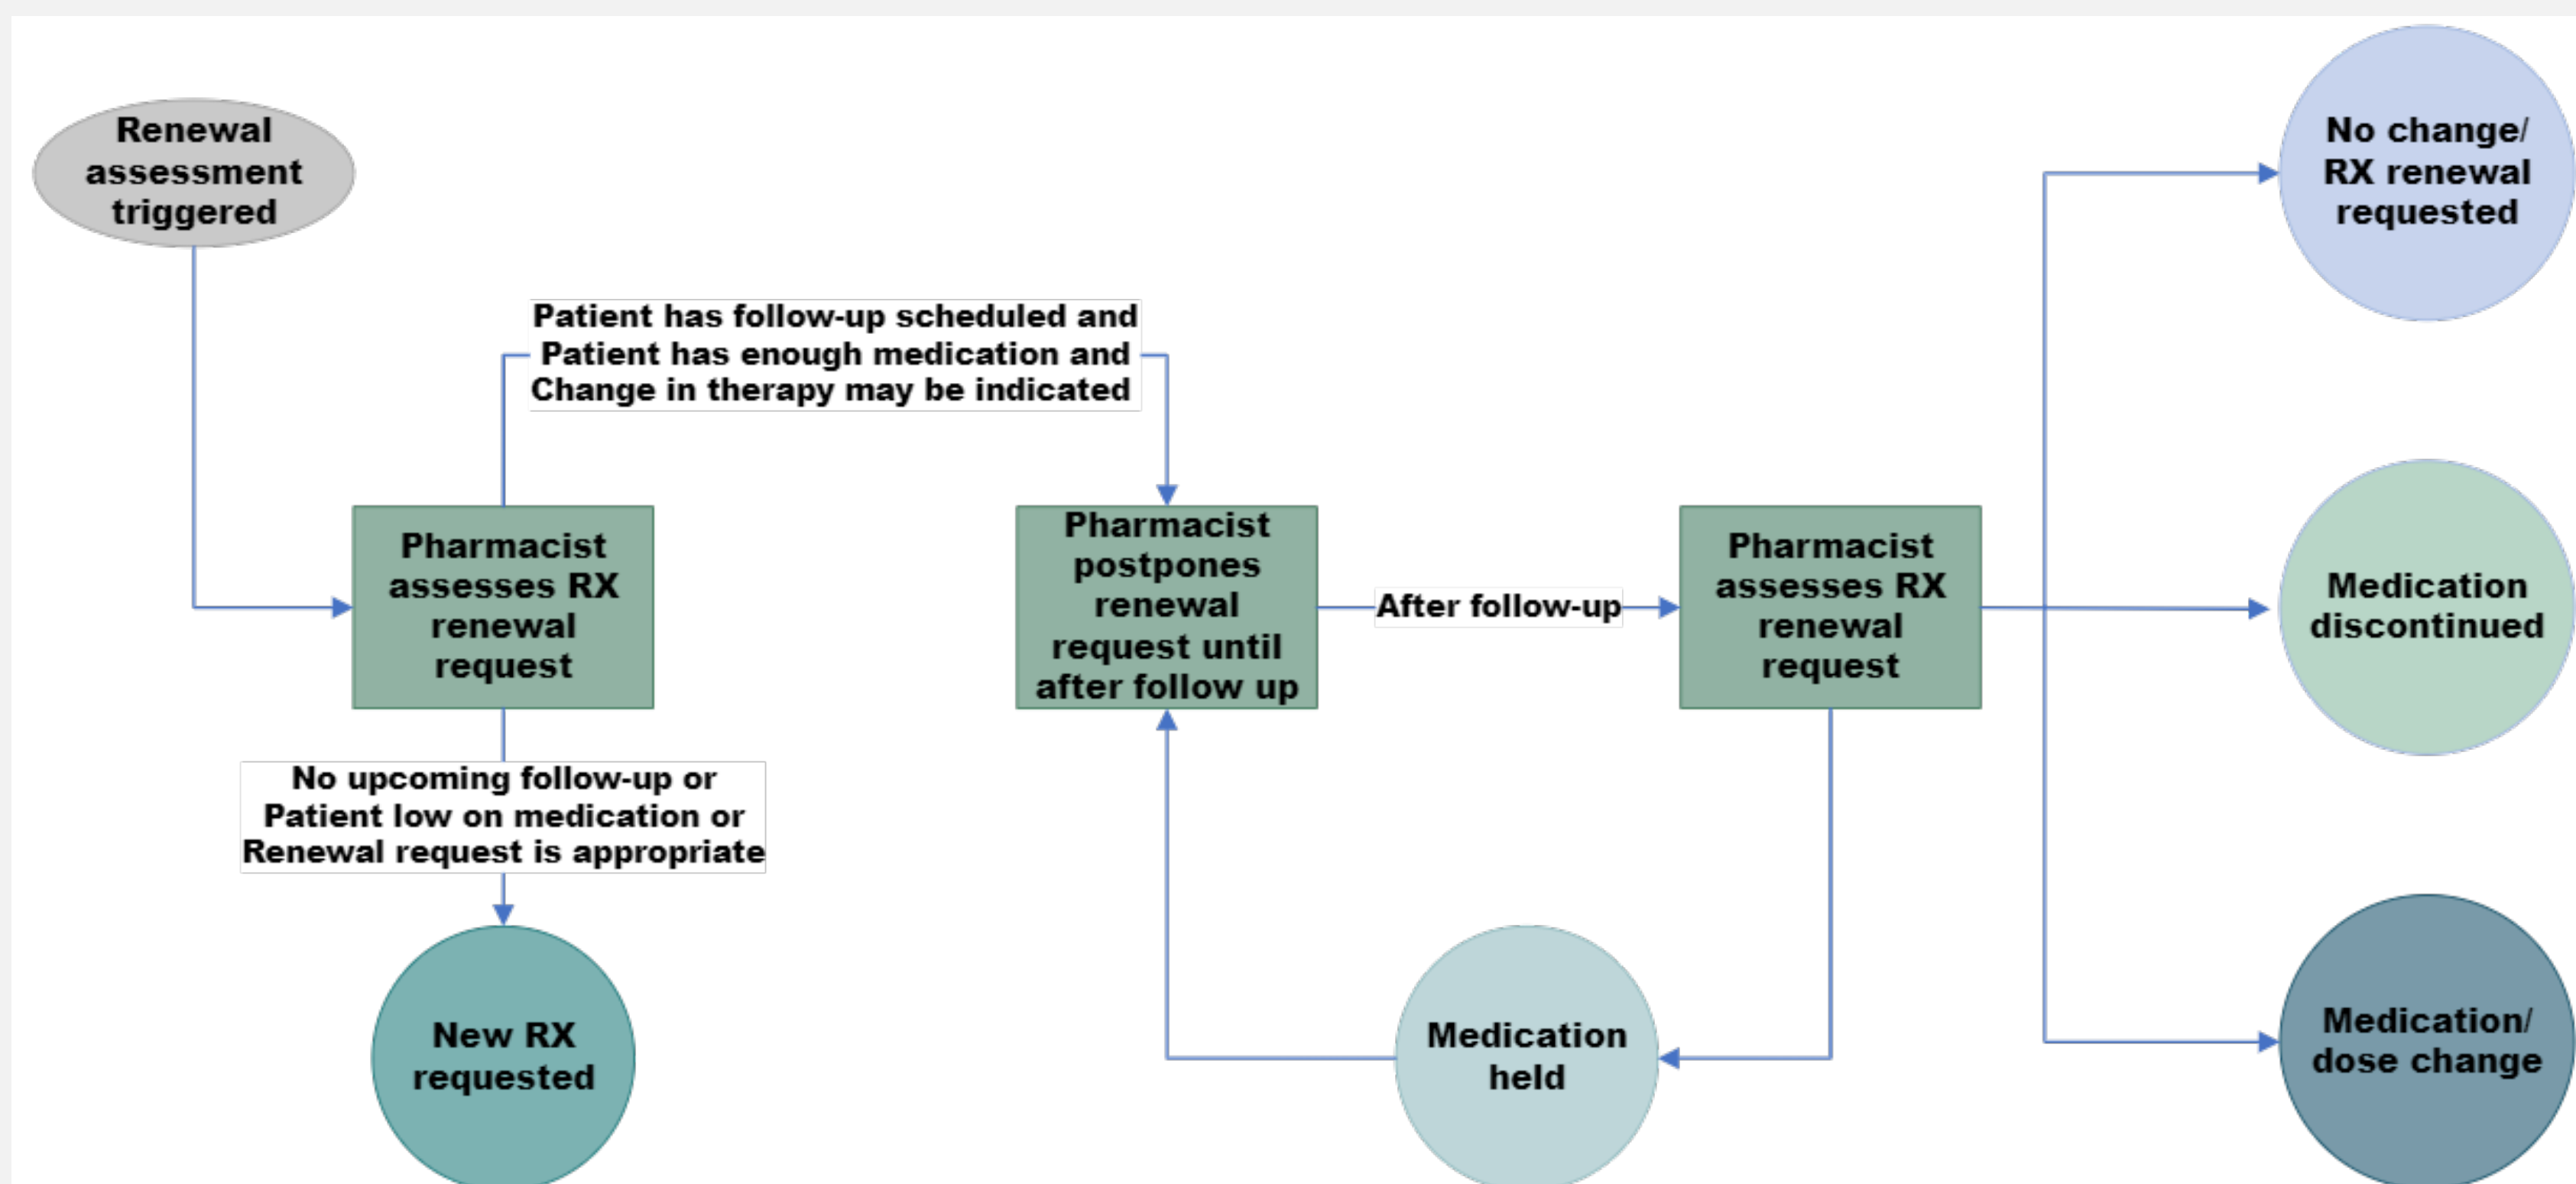 Renewal
assessment
triggered
Patient has follow-up scheduled and
Patient has enough medication and
Change in therapy may be indicated
Pharmacist
assesses RX
renewal
request
No upcoming follow-up or
Patient low on medication or
Renewal request is appropriate
New RX
requested
Pharmacist
postpones
renewal
request until
after follow up
After follow-up
Pharmacist
assesses RX
renewal
request
Medication
held
No change/
RX renewal
requested
Medication
discontinued
Medication/
dose change